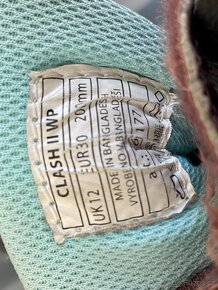 CLASH II WP
UK12 EUR30 200mm
MADE IN BANGLADESH
VYROBENO V BANGLADÉŠI